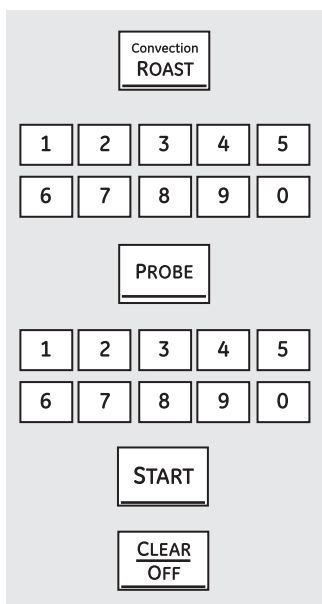 Convection
ROAST
1 2 3 4 5
6 7 8 9 0
PROBE
1 2 3 4 5
6 7 8 9 0
START
CLEAR
OFF